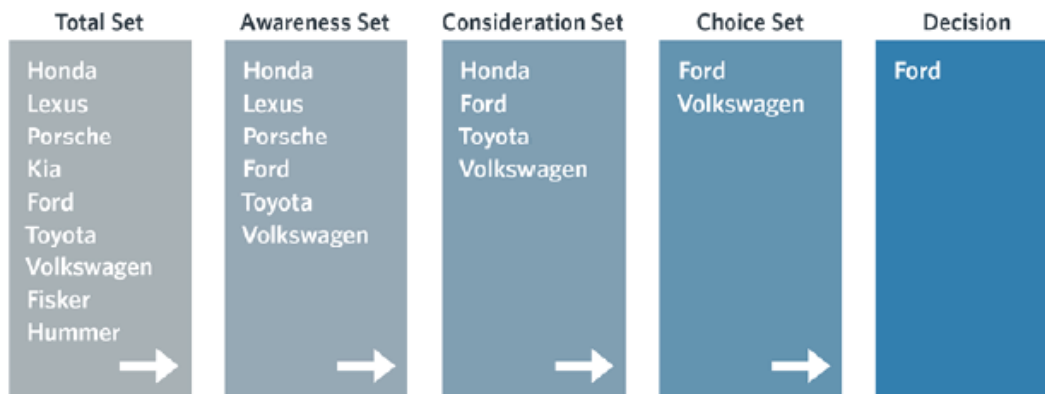 Total Set
Honda
Lexus
Porsche
Kia
Ford
Toyota
Volkswagen
Fisker
Hummer
Awareness Set
Honda
Lexus
Porsche
Ford
Toyota
Volkswagen
Consideration Set
Honda
Ford
Toyota
Volkswagen
Choice Set
Ford
Volkswagen
Decision
Ford